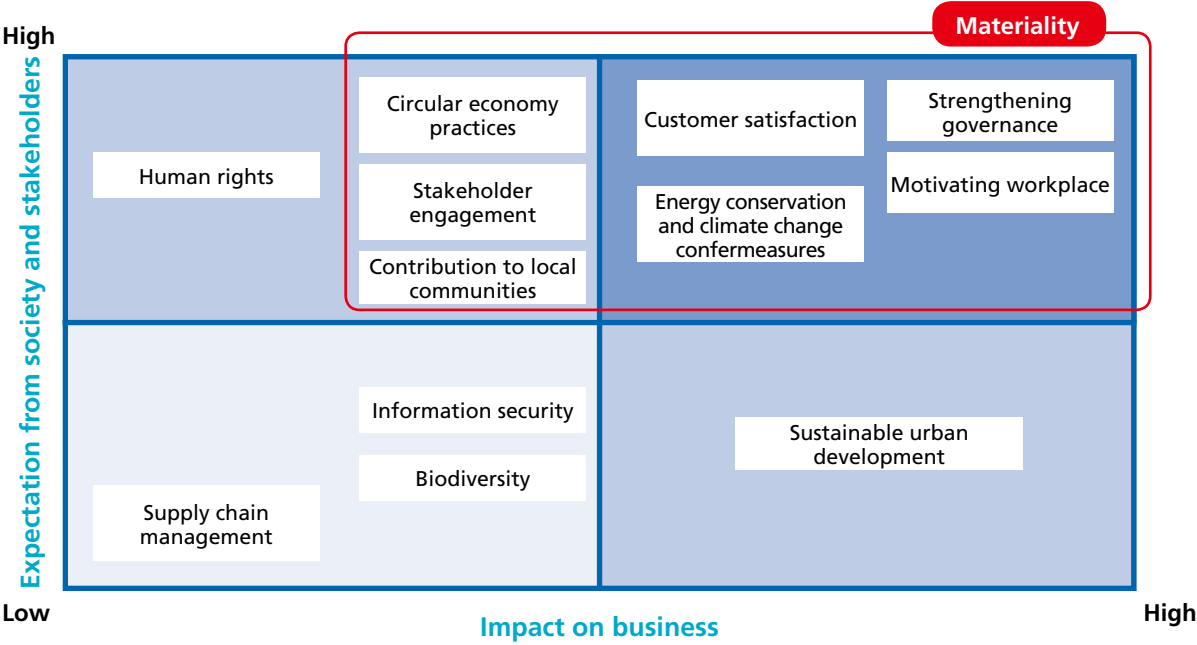 Materiality
High
Expectation from society and stakeholders
Human rights
Circular economy
practices
Stakeholder
engagement
Contribution to local
communities
Customer satisfaction
Energy conservation
and climate change
confermeasures
Strengthening
governance
Motivating workplace
Information security
Biodiversity
Supply chain
management
Sustainable urban
development
Low
Impact on business
High